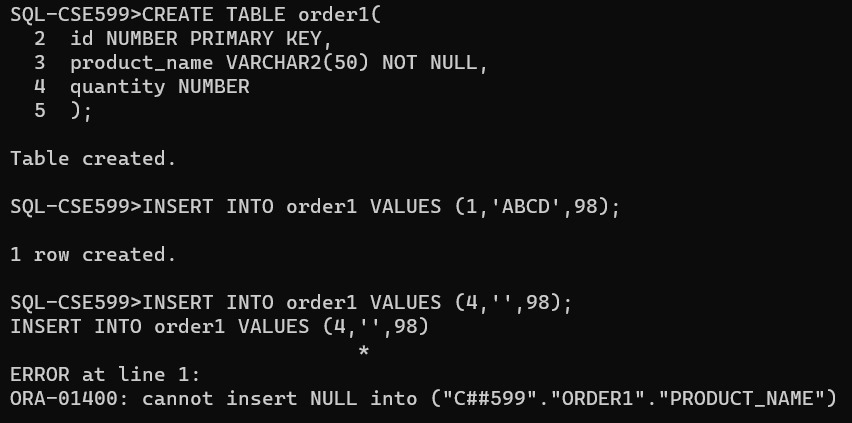 SQL-CSE599>CREATE TABLE order1(
  2  id NUMBER PRIMARY KEY,
  3  product_name VARCHAR2(50) NOT NULL,
  4  quantity NUMBER
  5  );

Table created.

SQL-CSE599>INSERT INTO order1 VALUES (1,'ABCD',98);

1 row created.

SQL-CSE599>INSERT INTO order1 VALUES (4,'',98);
INSERT INTO order1 VALUES (4,'',98)
                             *
ERROR at line 1:
ORA-01400: cannot insert NULL into ("C##599"."ORDER1"."PRODUCT_NAME")